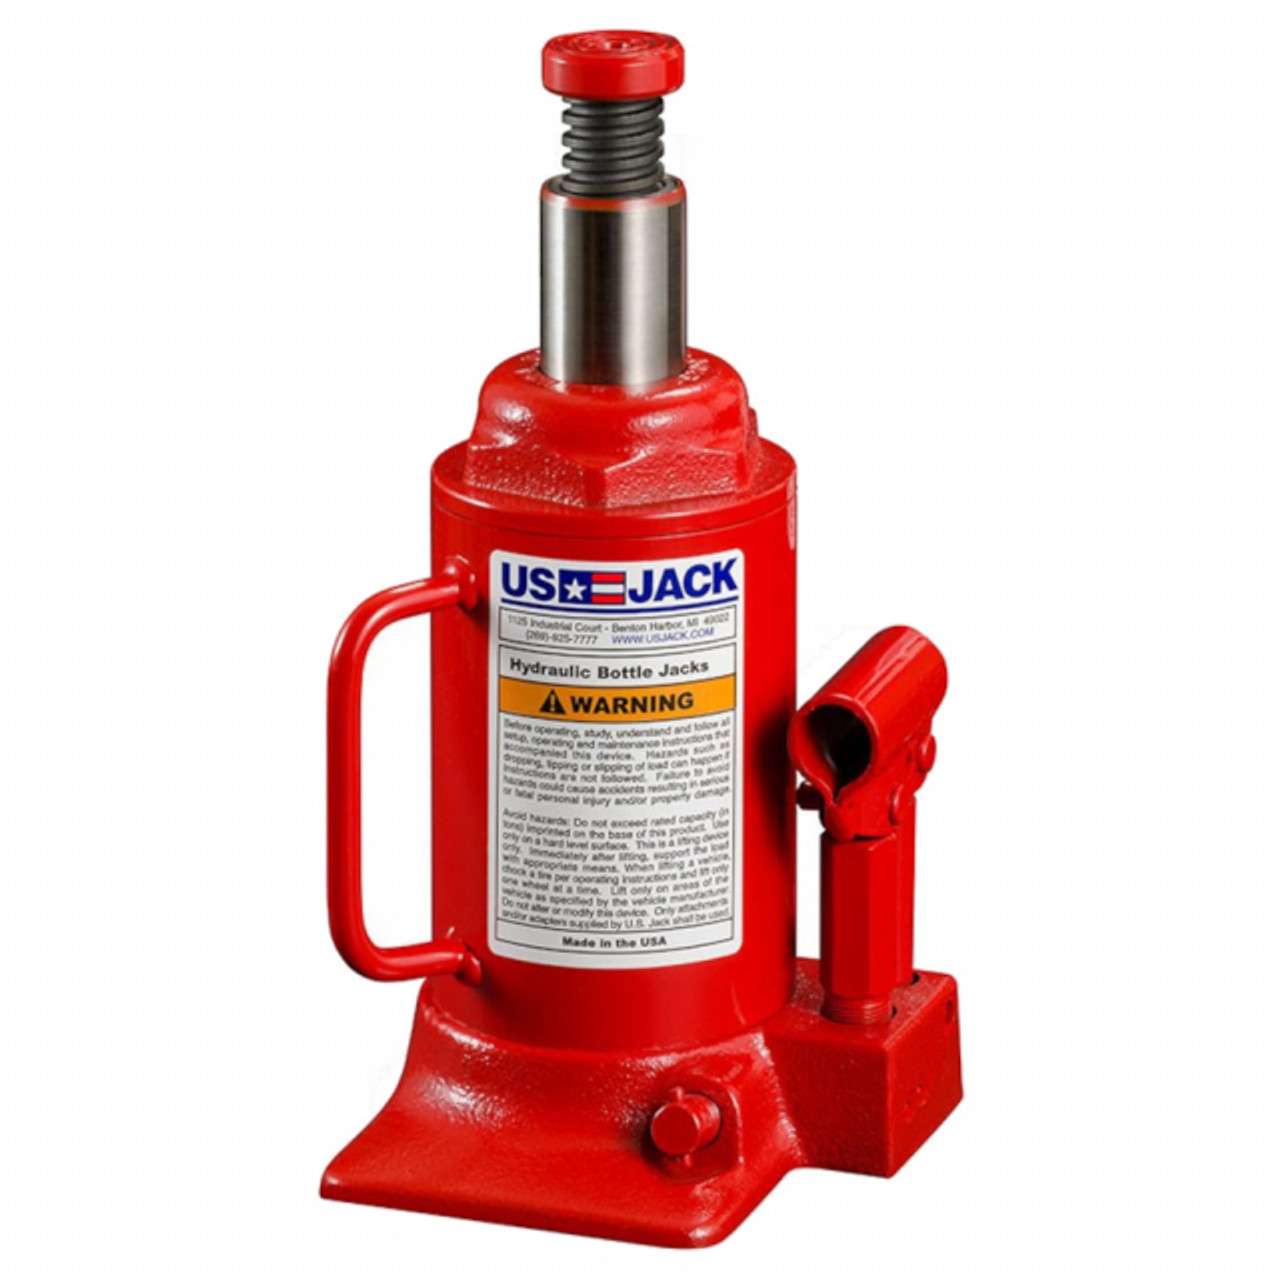 US JACK
1125 Industrial Court - Benton Harbor, MI 49022
(269)-925-7777 WWW.USJACK.COM
Hydraulic Bottle Jacks
WARNING
Before operating, study, understand and follow all
setup, operating and maintenance instructions that
accompanied this device. Hazards such as
dropping, tipping or slipping of load can happen if
instructions are not followed. Failure to avoid
hazards could cause accidents resulting in serious
or fatal personal injury and/or property damage.
Avoid hazards: Do not exceed rated capacity (in
tons) imprinted on the base of this product. Use
only on a hard level surface. This is a lifting device
only. Immediately after lifting, support the load
with appropriate means. When lifting a vehicle,
chock a tire per operating instructions and lift only
one wheel at a time. Lift only on areas of the
vehicle as specified by the vehicle manufacturer.
Do not alter or modify this device. Only attachments
and/or adapters supplied by U.S. Jack shall be used.
Made in the USA